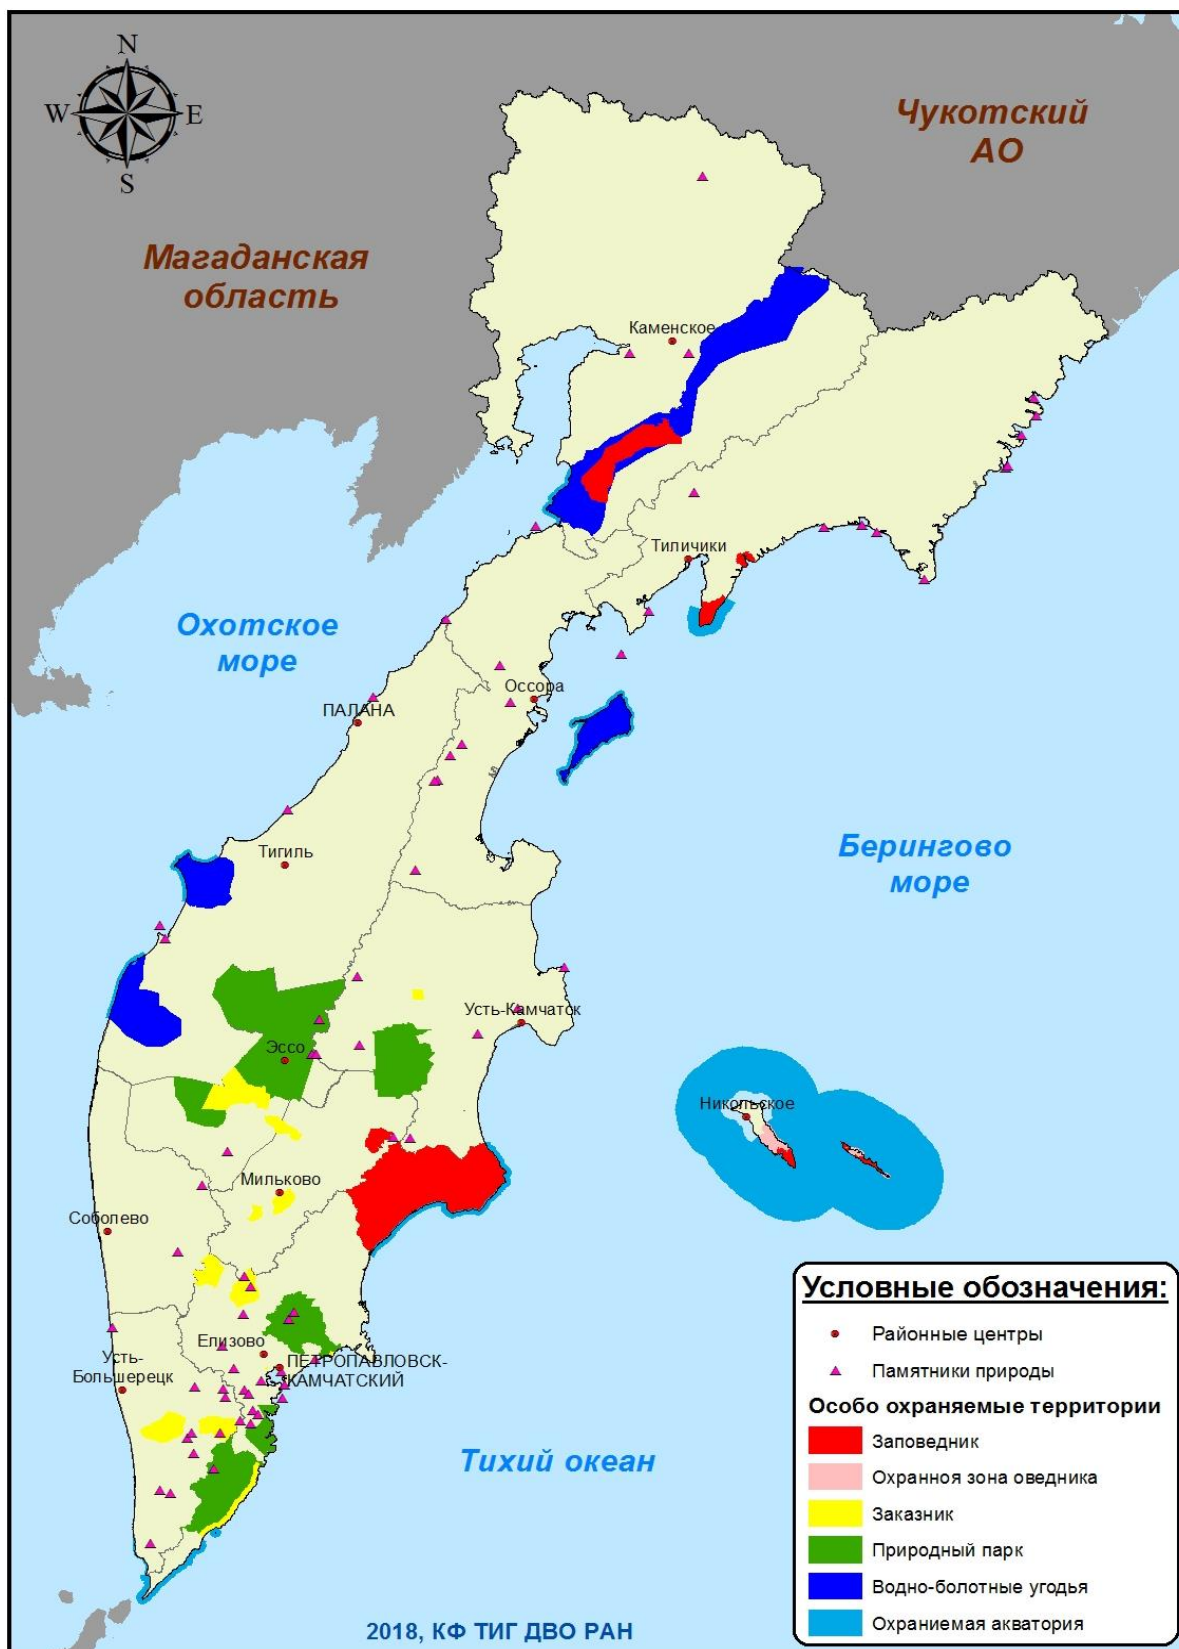 N
W E
S
Чукотский
АО
Магаданская
область
Каменское
Тиличики
Охотское
море
Оссора
ПАЛАНА
Тигиль
Берингово
море
Усть-Камчатск
Эссо
Никольское
Мильково
Соболево
Елизово
ПЕТРОПАВЛОВСК-
КАМЧАТСКИЙ
Усть-
Большерецк
Тихий океан
Условные обозначения:
Районные центры
Памятники природы
Особо охраняемые территории
Заповедник
Охранная зона оведника
Заказник
Природный парк
Водно-болотные угодья
Охраниемая акватория
2018, КФ ТИГ ДВО РАН